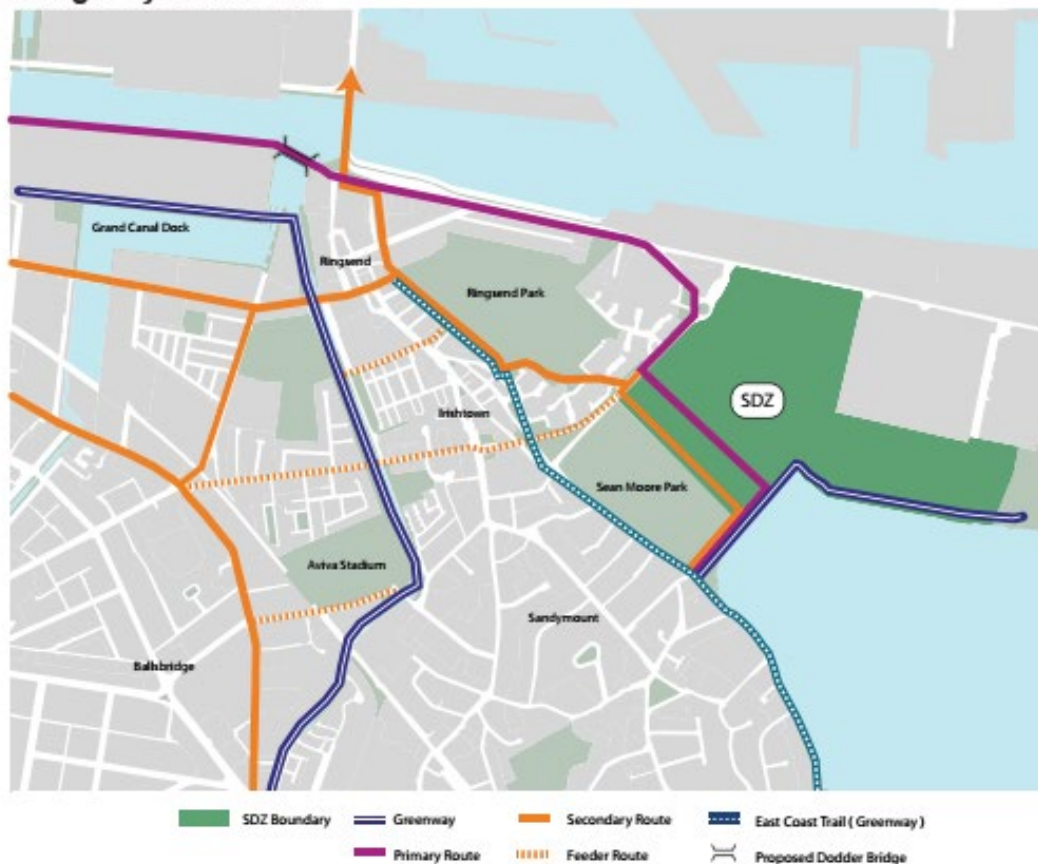 Grand Canal Dock
Ringsend
Ringsend Park
SDZ
Irishtown
Sean Moore Park
Aviva Stadium
Sandymount
Ballsbridge
SDZ Boundary
Greenway
Secondary Route
East Coast Trail ( Greenway )
Primary Route
Feeder Route
Proposed Dodder Bridge